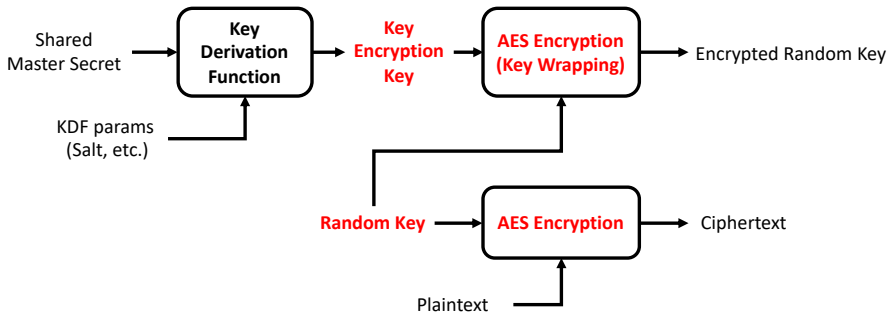 Shared
Master Secret
Key
Derivation
Function
Key
Encryption
Key
AES Encryption
(Key Wrapping)
Encrypted Random Key
KDF params
(Salt, etc.)
Random Key
AES Encryption
Ciphertext
Plaintext